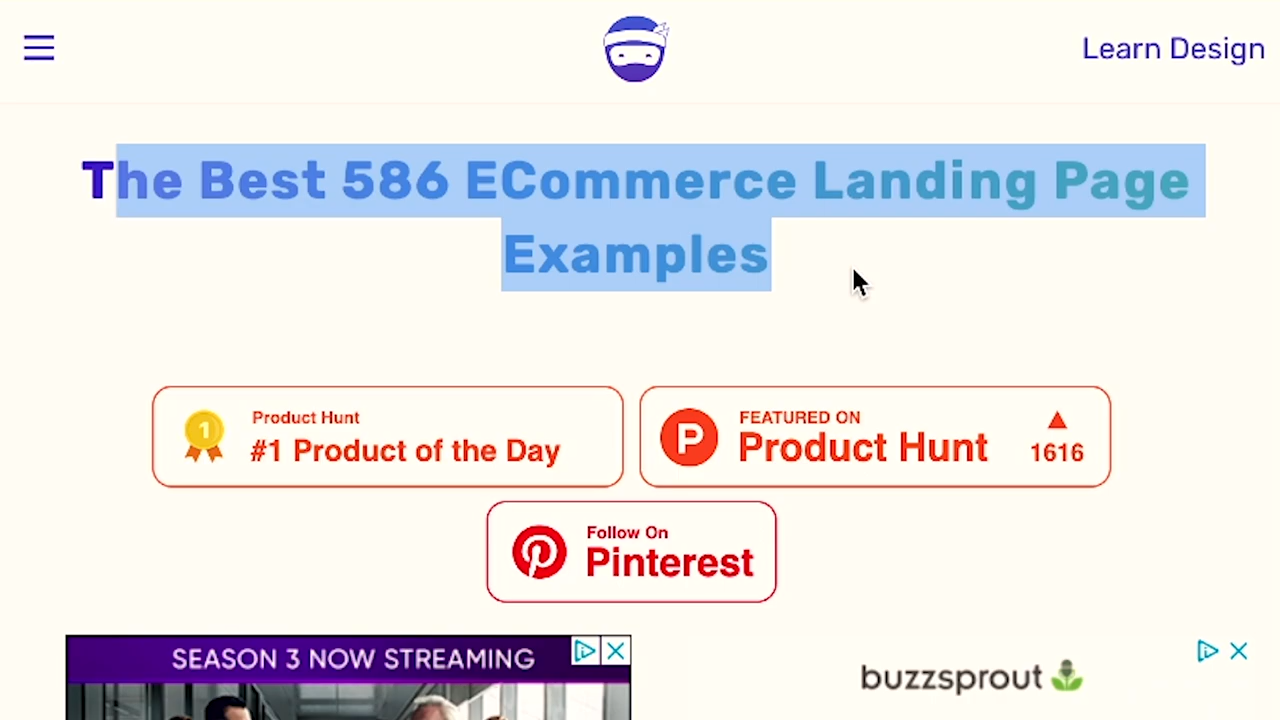 Learn Design
The Best 586 ECommerce Landing Page
Examples
Product Hunt
#1 Product of the Day
1
FEATURED ON
Product Hunt
1616
P
Follow On
Pinterest
SEASON 3 NOW STREAMING
buzzsprout